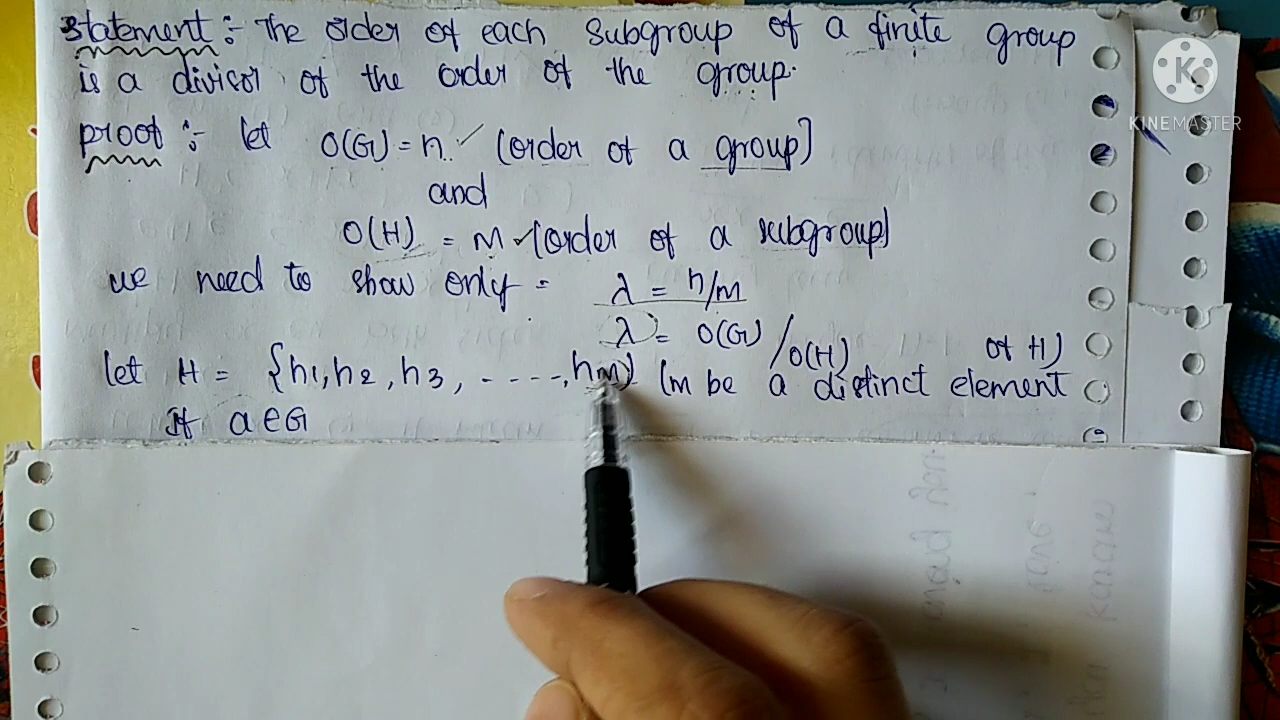 Statement :- The order of each subgroup of a finite group
is a divisor of the order of the group.
KINEMASTER
proof :- let O(G) = n (order of a group)
and
O(H) = m (order of a subgroup)
we need to show only = λ = n/m
λ = O(G)/O(H)
let H = {h1, h2, h3, ----, hm} (m be a distinct element of H)
If a∈G